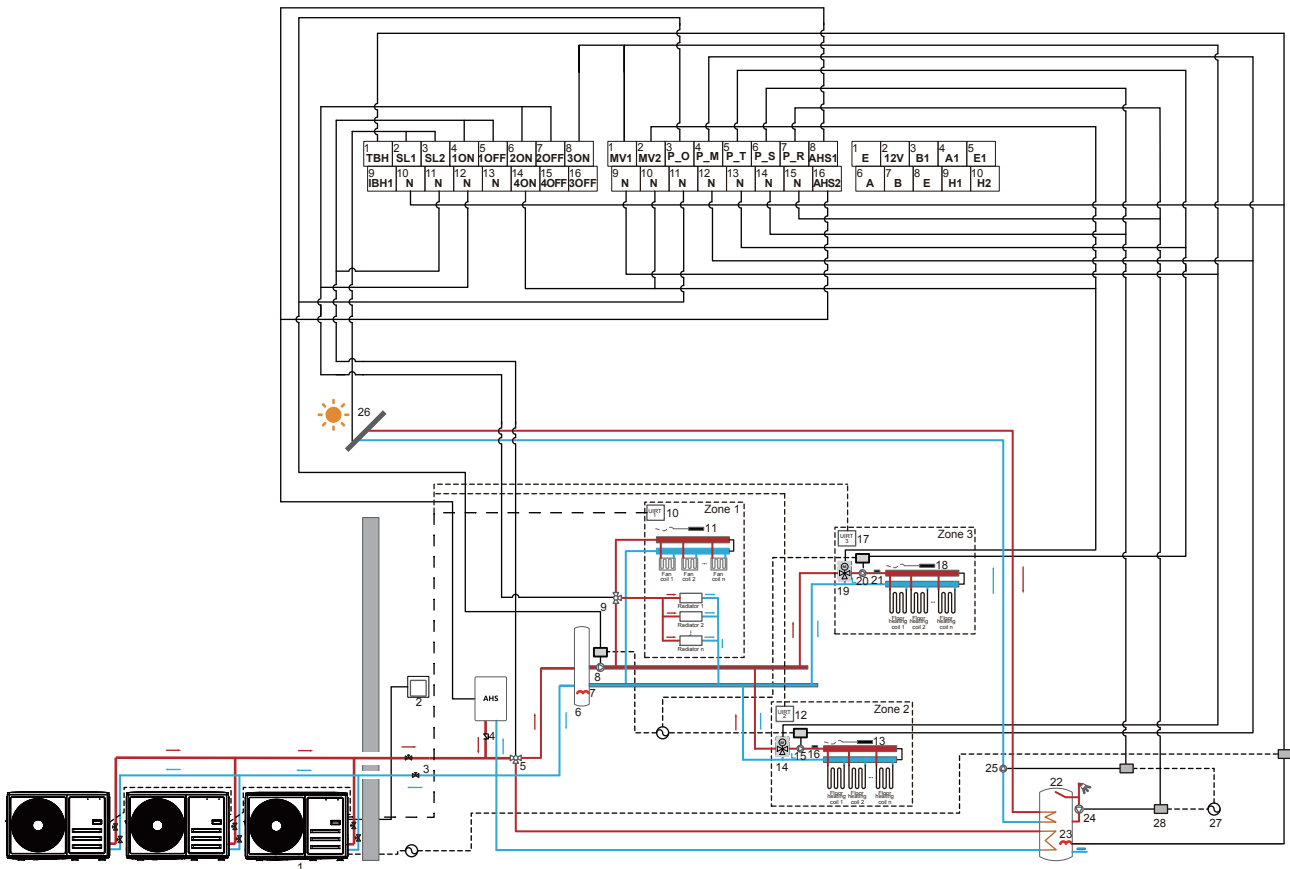 1 2 3 4 5 6 7 8
TBH SL1 SL2 1ON 1OFF 2ON 2OFF 3ON
9 10 11 12 13 14 15 16
IBH1 N N N N 4ON 4OFF 3OFF
1 2 3 4 5 6 7 8
MV1 MV2 P_O P_M P_T P_S P_R AHS1
9 10 11 12 13 14 15 16
N N N N N N N AHS2
1 2 3 4 5
E 12V B1 A1 E1
6 7 8 9 10
A B E H1 H2
26
Zone 1
UIRT 1
10
11
Fan coil 1
Fan coil 2
...
Fan coil n
9
Radiator 1
Radiator 2
...
Radiator n
Zone 3
UIRT 3
17
18
19
20
21
Floor heating coil 1
Floor heating coil 2
...
Floor heating coil n
8
7
6
AHS
2
4
3
5
Zone 2
UIRT 2
12
13
14
15
16
Floor heating coil 1
Floor heating coil 2
...
Floor heating coil n
25
22
24
23
28
27
1